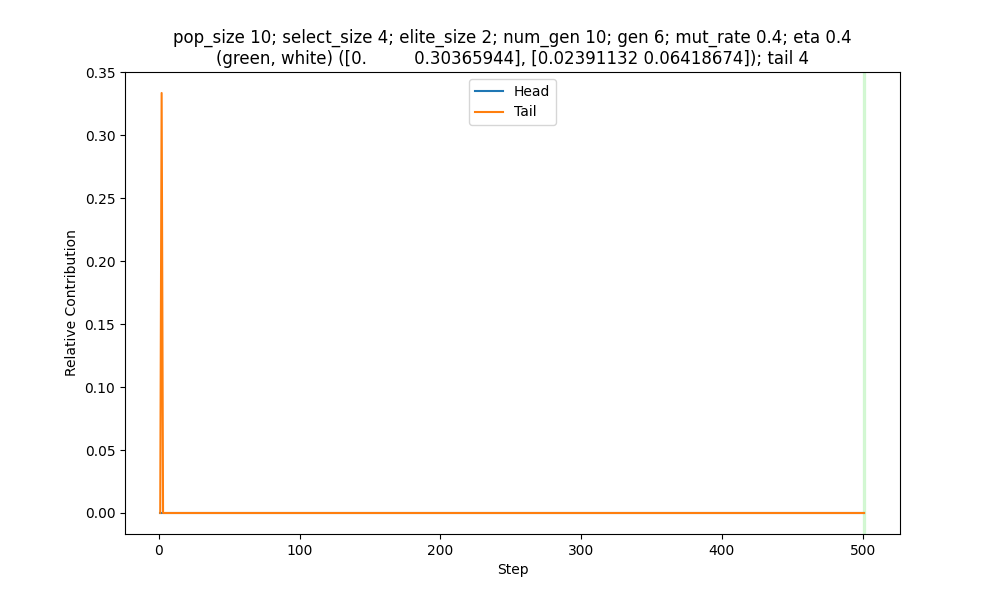 pop_size 10; select_size 4; elite_size 2; num_gen 10; gen 6; mut_rate 0.4; eta 0.4
(green, white) ([0.         0.30365944], [0.02391132 0.06418674]); tail 4
0.35
0.30
0.25
0.20
0.15
0.10
0.05
0.00
Relative Contribution
Head
Tail
0
100
200
300
400
500
Step